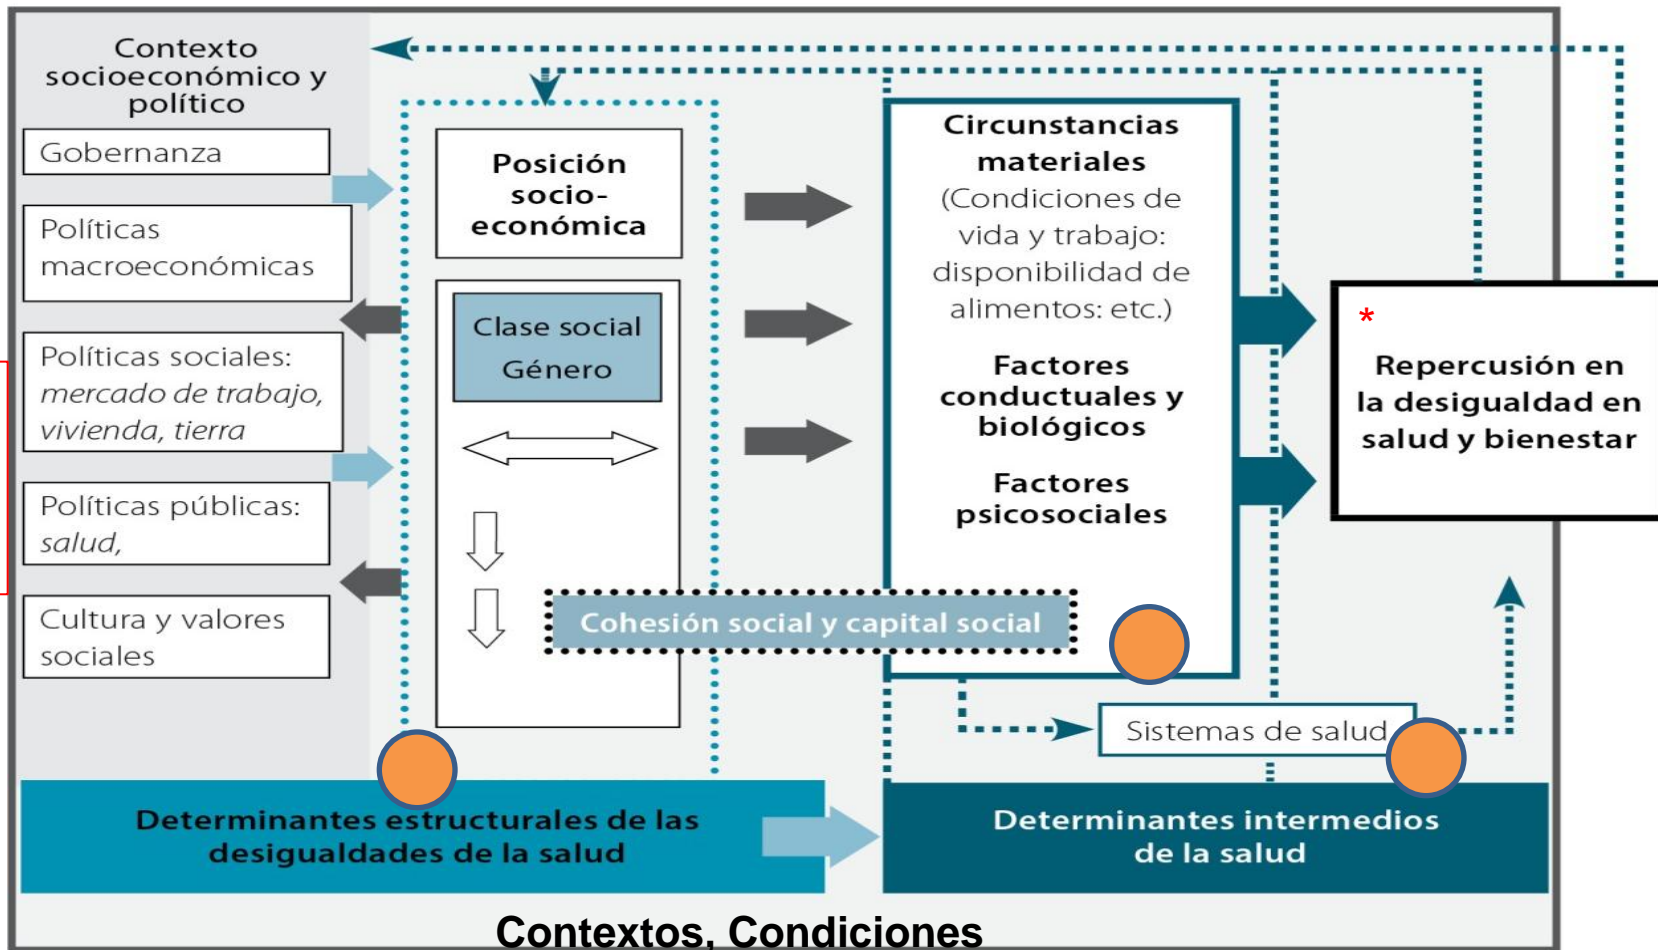 Contexto
socioeconómico y
político
Gobernanza
Políticas
macroeconómicas
Políticas sociales:
mercado de trabajo,
vivienda, tierra
Políticas públicas:
salud,
Cultura y valores
sociales
Posición
socio-
económica
Clase social
Género
Cohesión social y capital social
Circunstancias
materiales
(Condiciones de
vida y trabajo:
disponibilidad de
alimentos: etc.)
Factores
conductuales y
biológicos
Factores
psicosociales
Sistemas de salud
*
Repercusión en
la desigualdad en
salud y bienestar
Determinantes estructurales de las
desigualdades de la salud
Determinantes intermedios
de la salud
Contextos, Condiciones